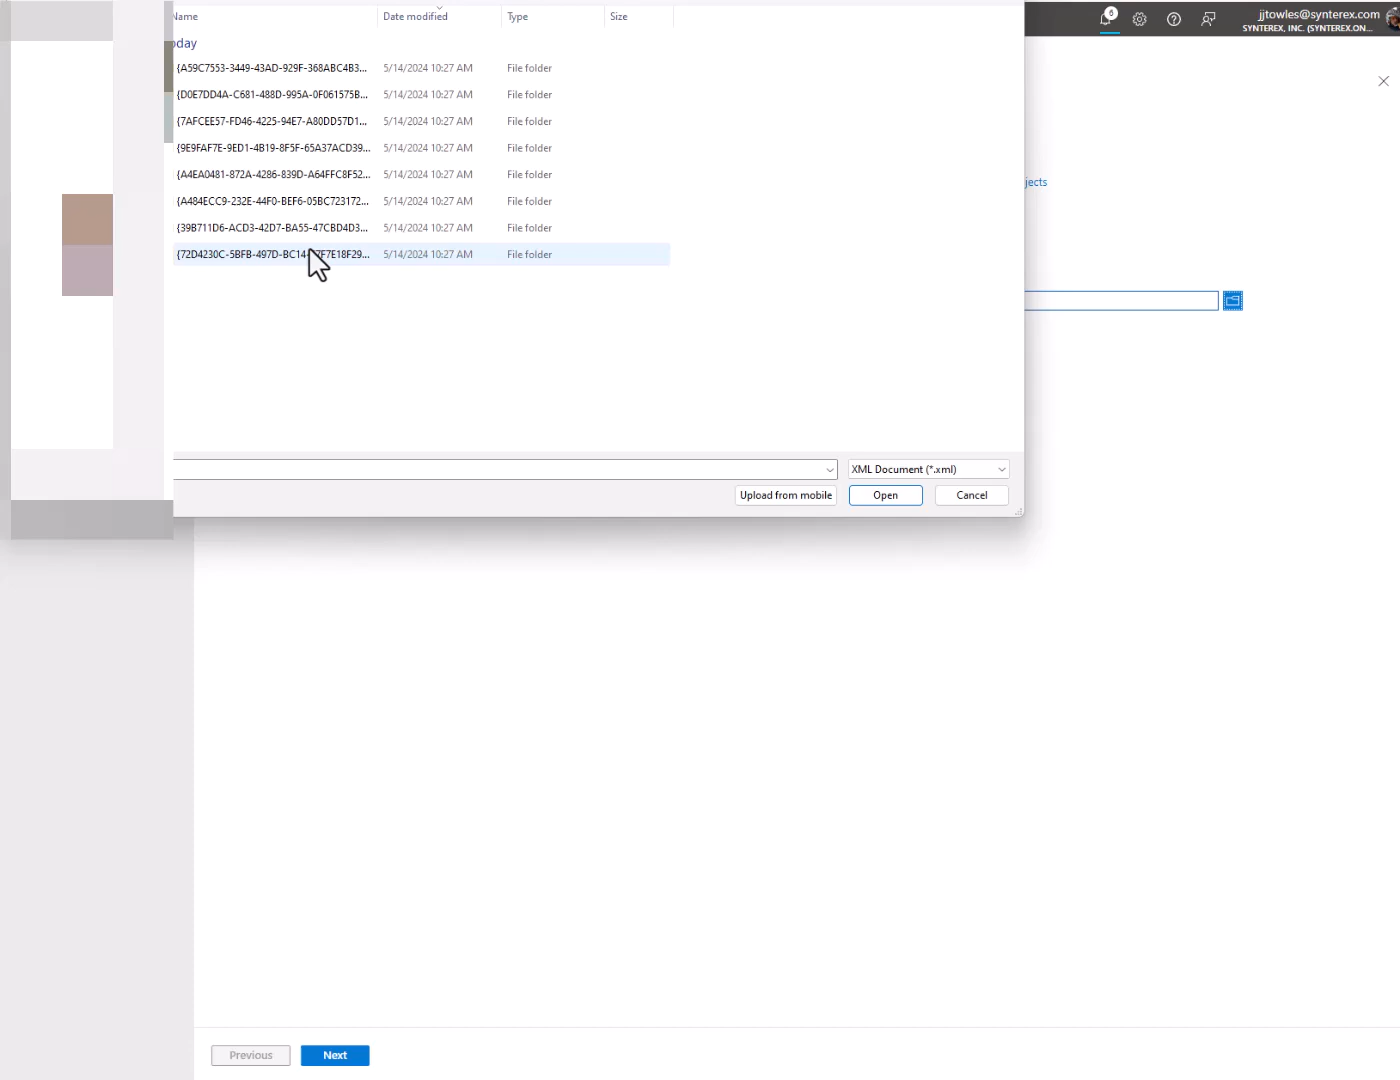 Name Date modified Type Size
6
jjtowles@synterex.com
SYNTEREX, INC. (SYNTEREX.ON...
oday
{A59C7553-3449-43AD-929F-368ABC4B3... 5/14/2024 10:27 AM File folder
{D0E7DD4A-C681-488D-995A-0F061575B... 5/14/2024 10:27 AM File folder
{7AFCEE57-FD46-4225-94E7-A80DD57D1... 5/14/2024 10:27 AM File folder
{9E9FAF7E-9ED1-4B19-8F5F-65A37ACD39... 5/14/2024 10:27 AM File folder
{A4EA0481-872A-4286-839D-A64FFC8F52... 5/14/2024 10:27 AM File folder
jects
{A484ECC9-232E-44F0-BEF6-05BC723172... 5/14/2024 10:27 AM File folder
{39B711D6-ACD3-42D7-BA55-47CBD4D3... 5/14/2024 10:27 AM File folder
5/14/2024 10:27 AM File folder
XML Document (*.xml)
Upload from mobile Open Cancel
Previous Next